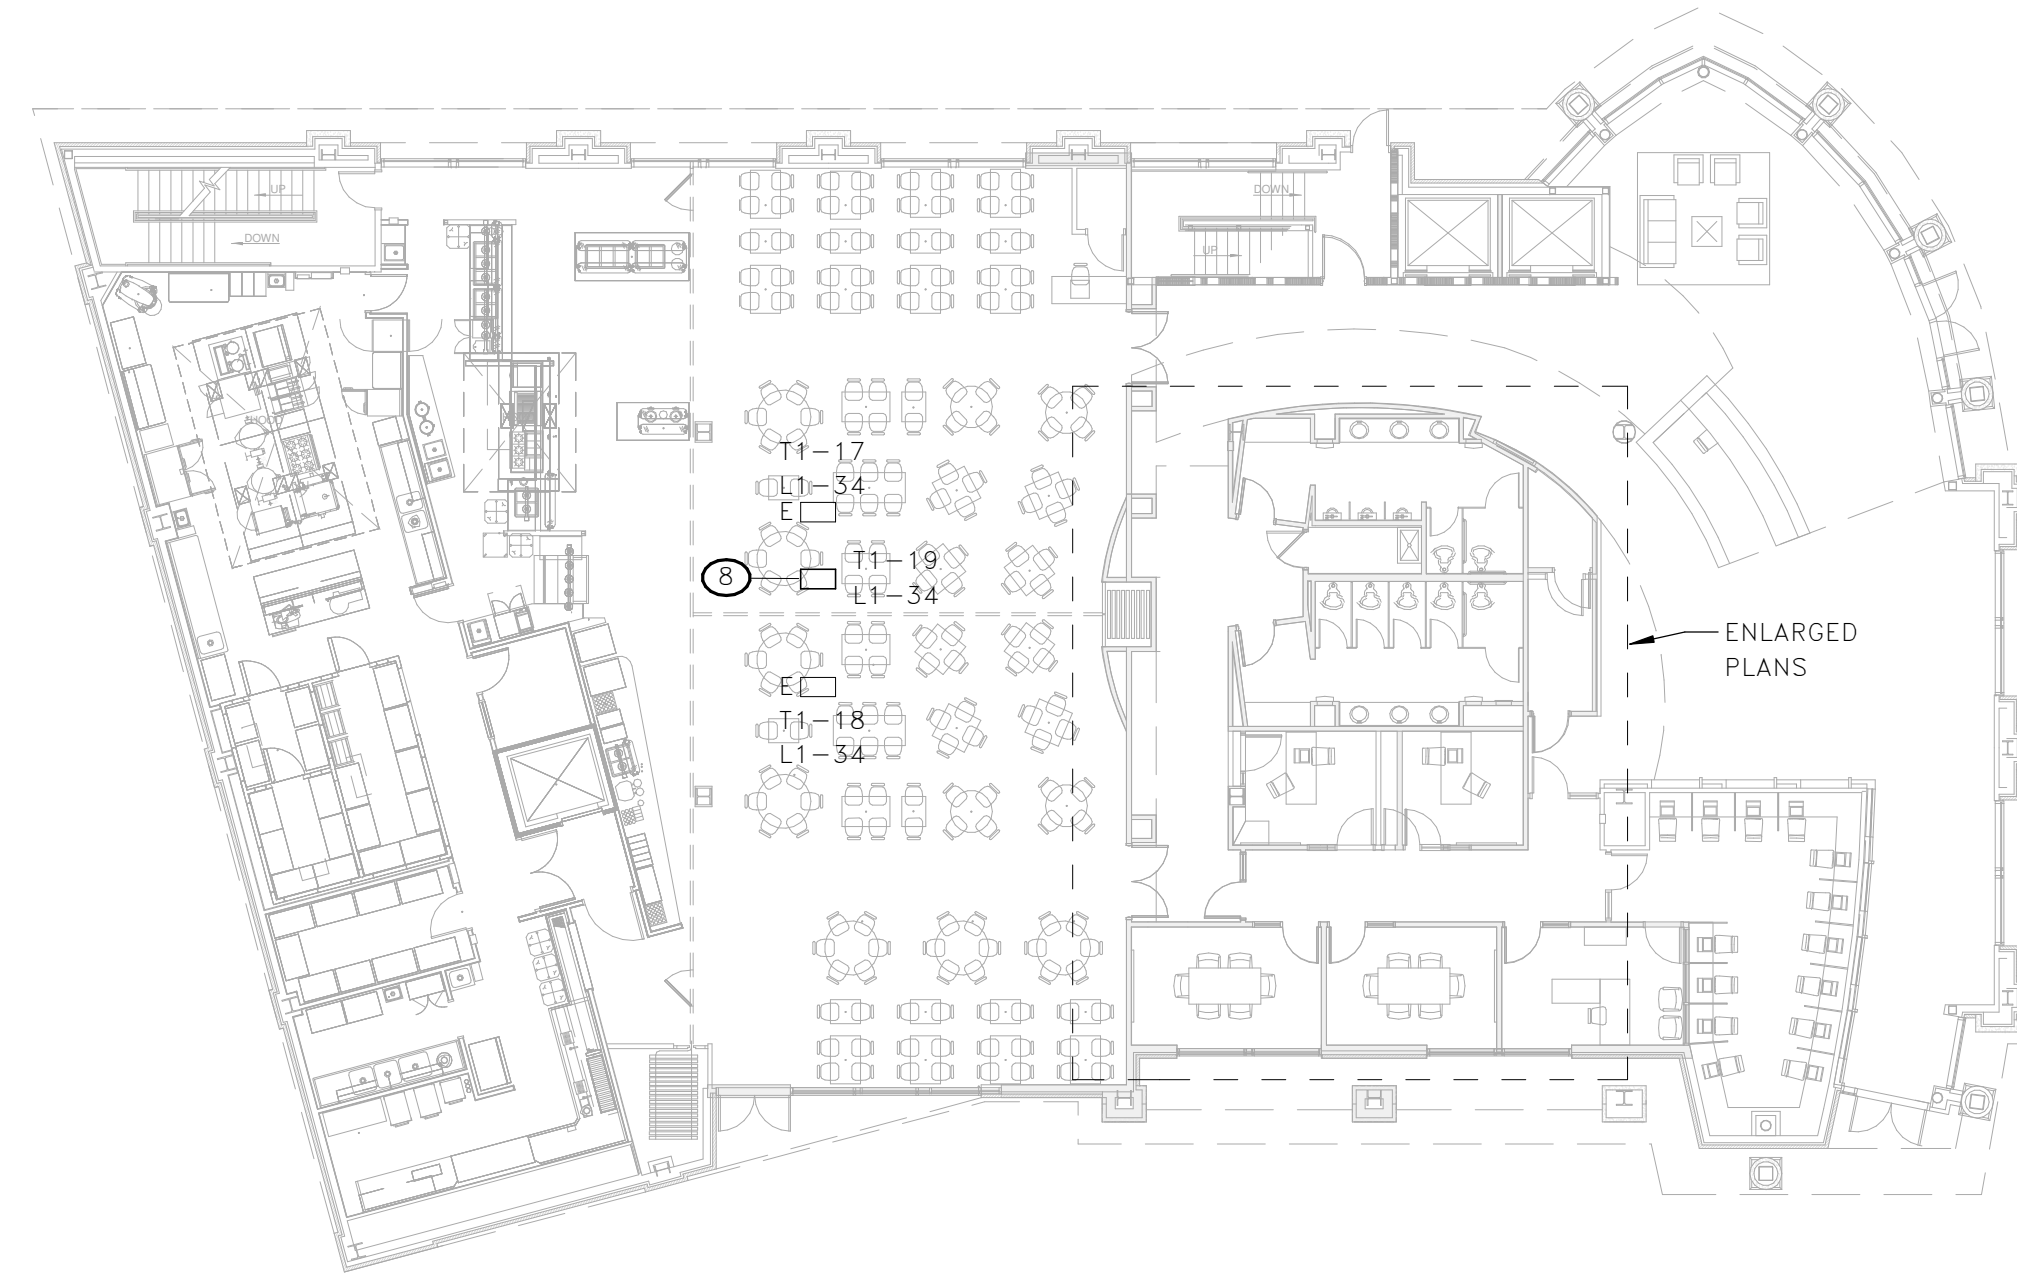 UP
DOWN
DOWN
UP
HOOD
T1-17
L1-34
E
8
T1-19
L1-34
ENLARGED
PLANS
E
T1-18
L1-34